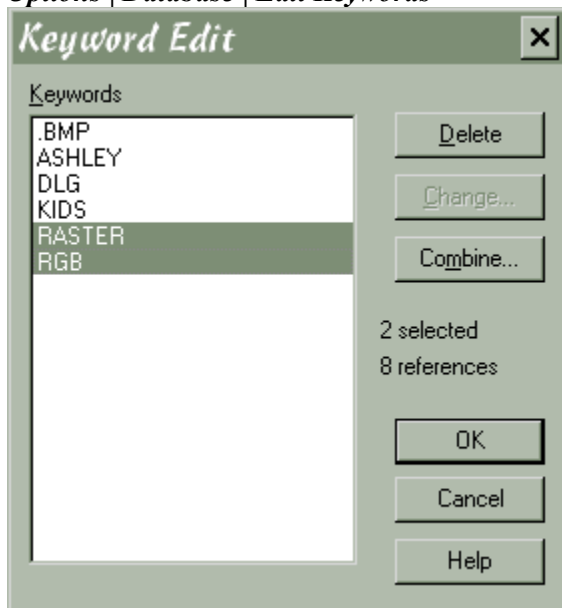 Options | Database | Edit Keywords
Keyword Edit
Keywords
.BMP
ASHLEY
DLG
KIDS
RASTER
RGB
Delete
Change...
Combine...
2 selected
8 references
OK
Cancel
Help